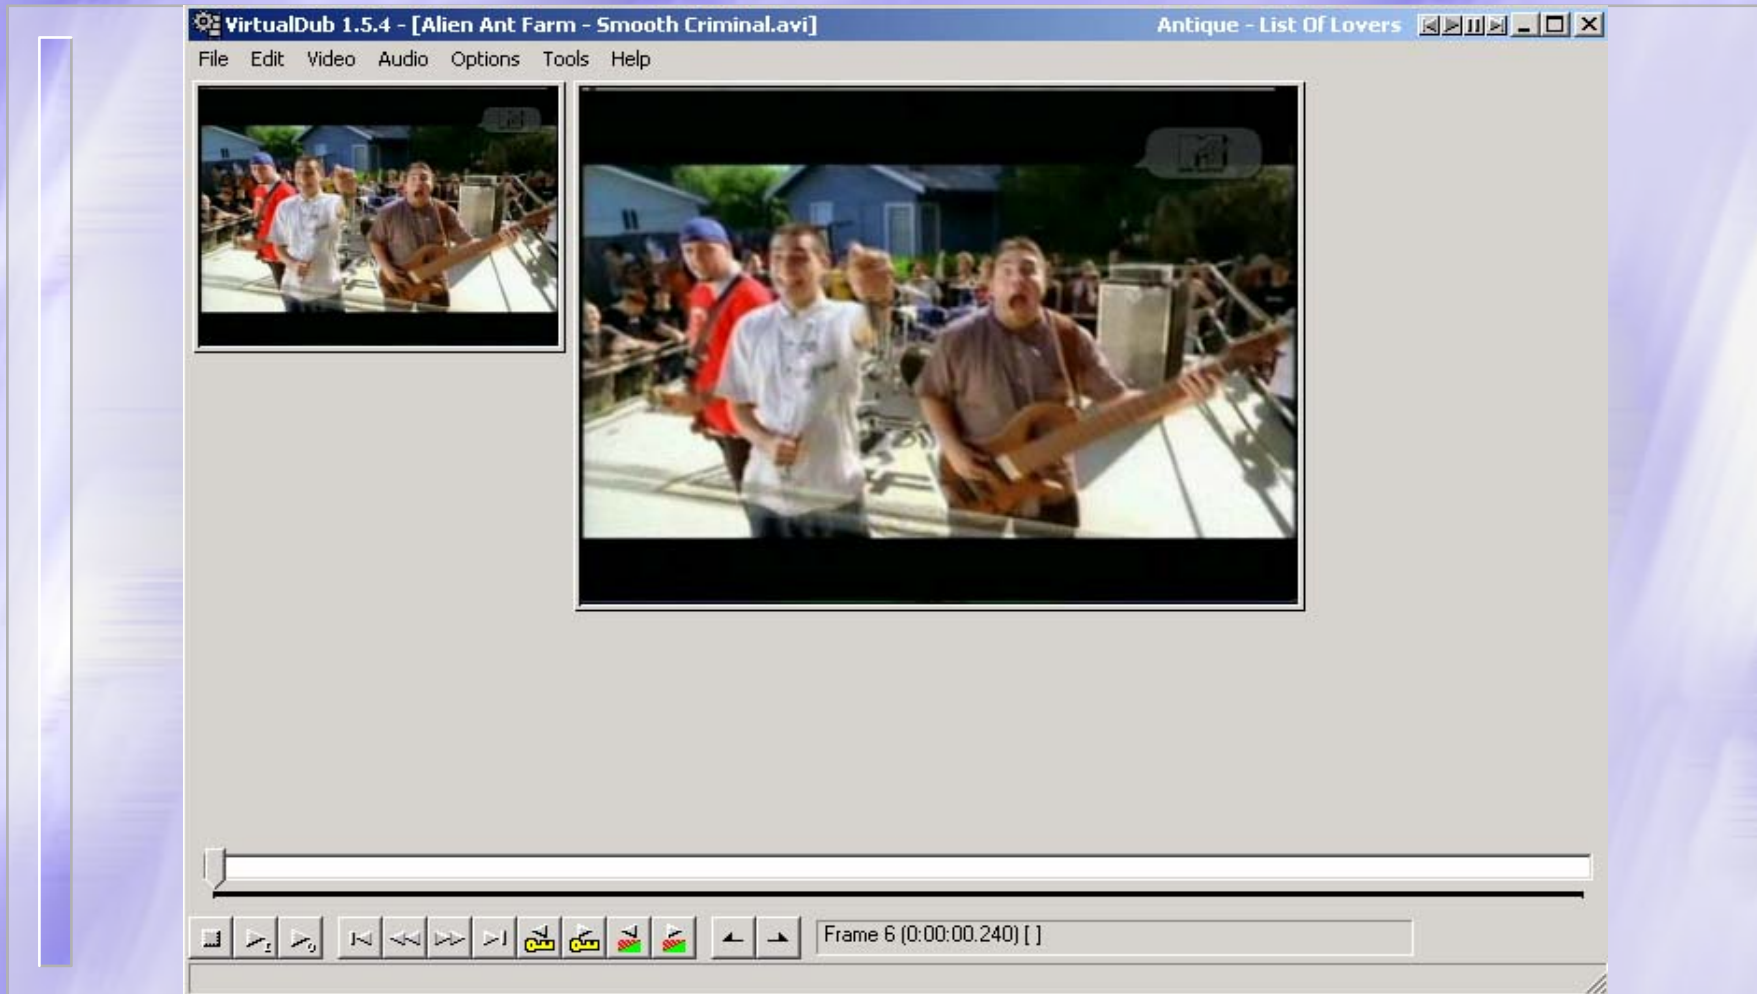 VirtualDub 1.5.4 - [Alien Ant Farm - Smooth Criminal.avi] Antique - List Of Lovers
File Edit Video Audio Options Tools Help
Frame 6 (0:00:00.240) [ ]